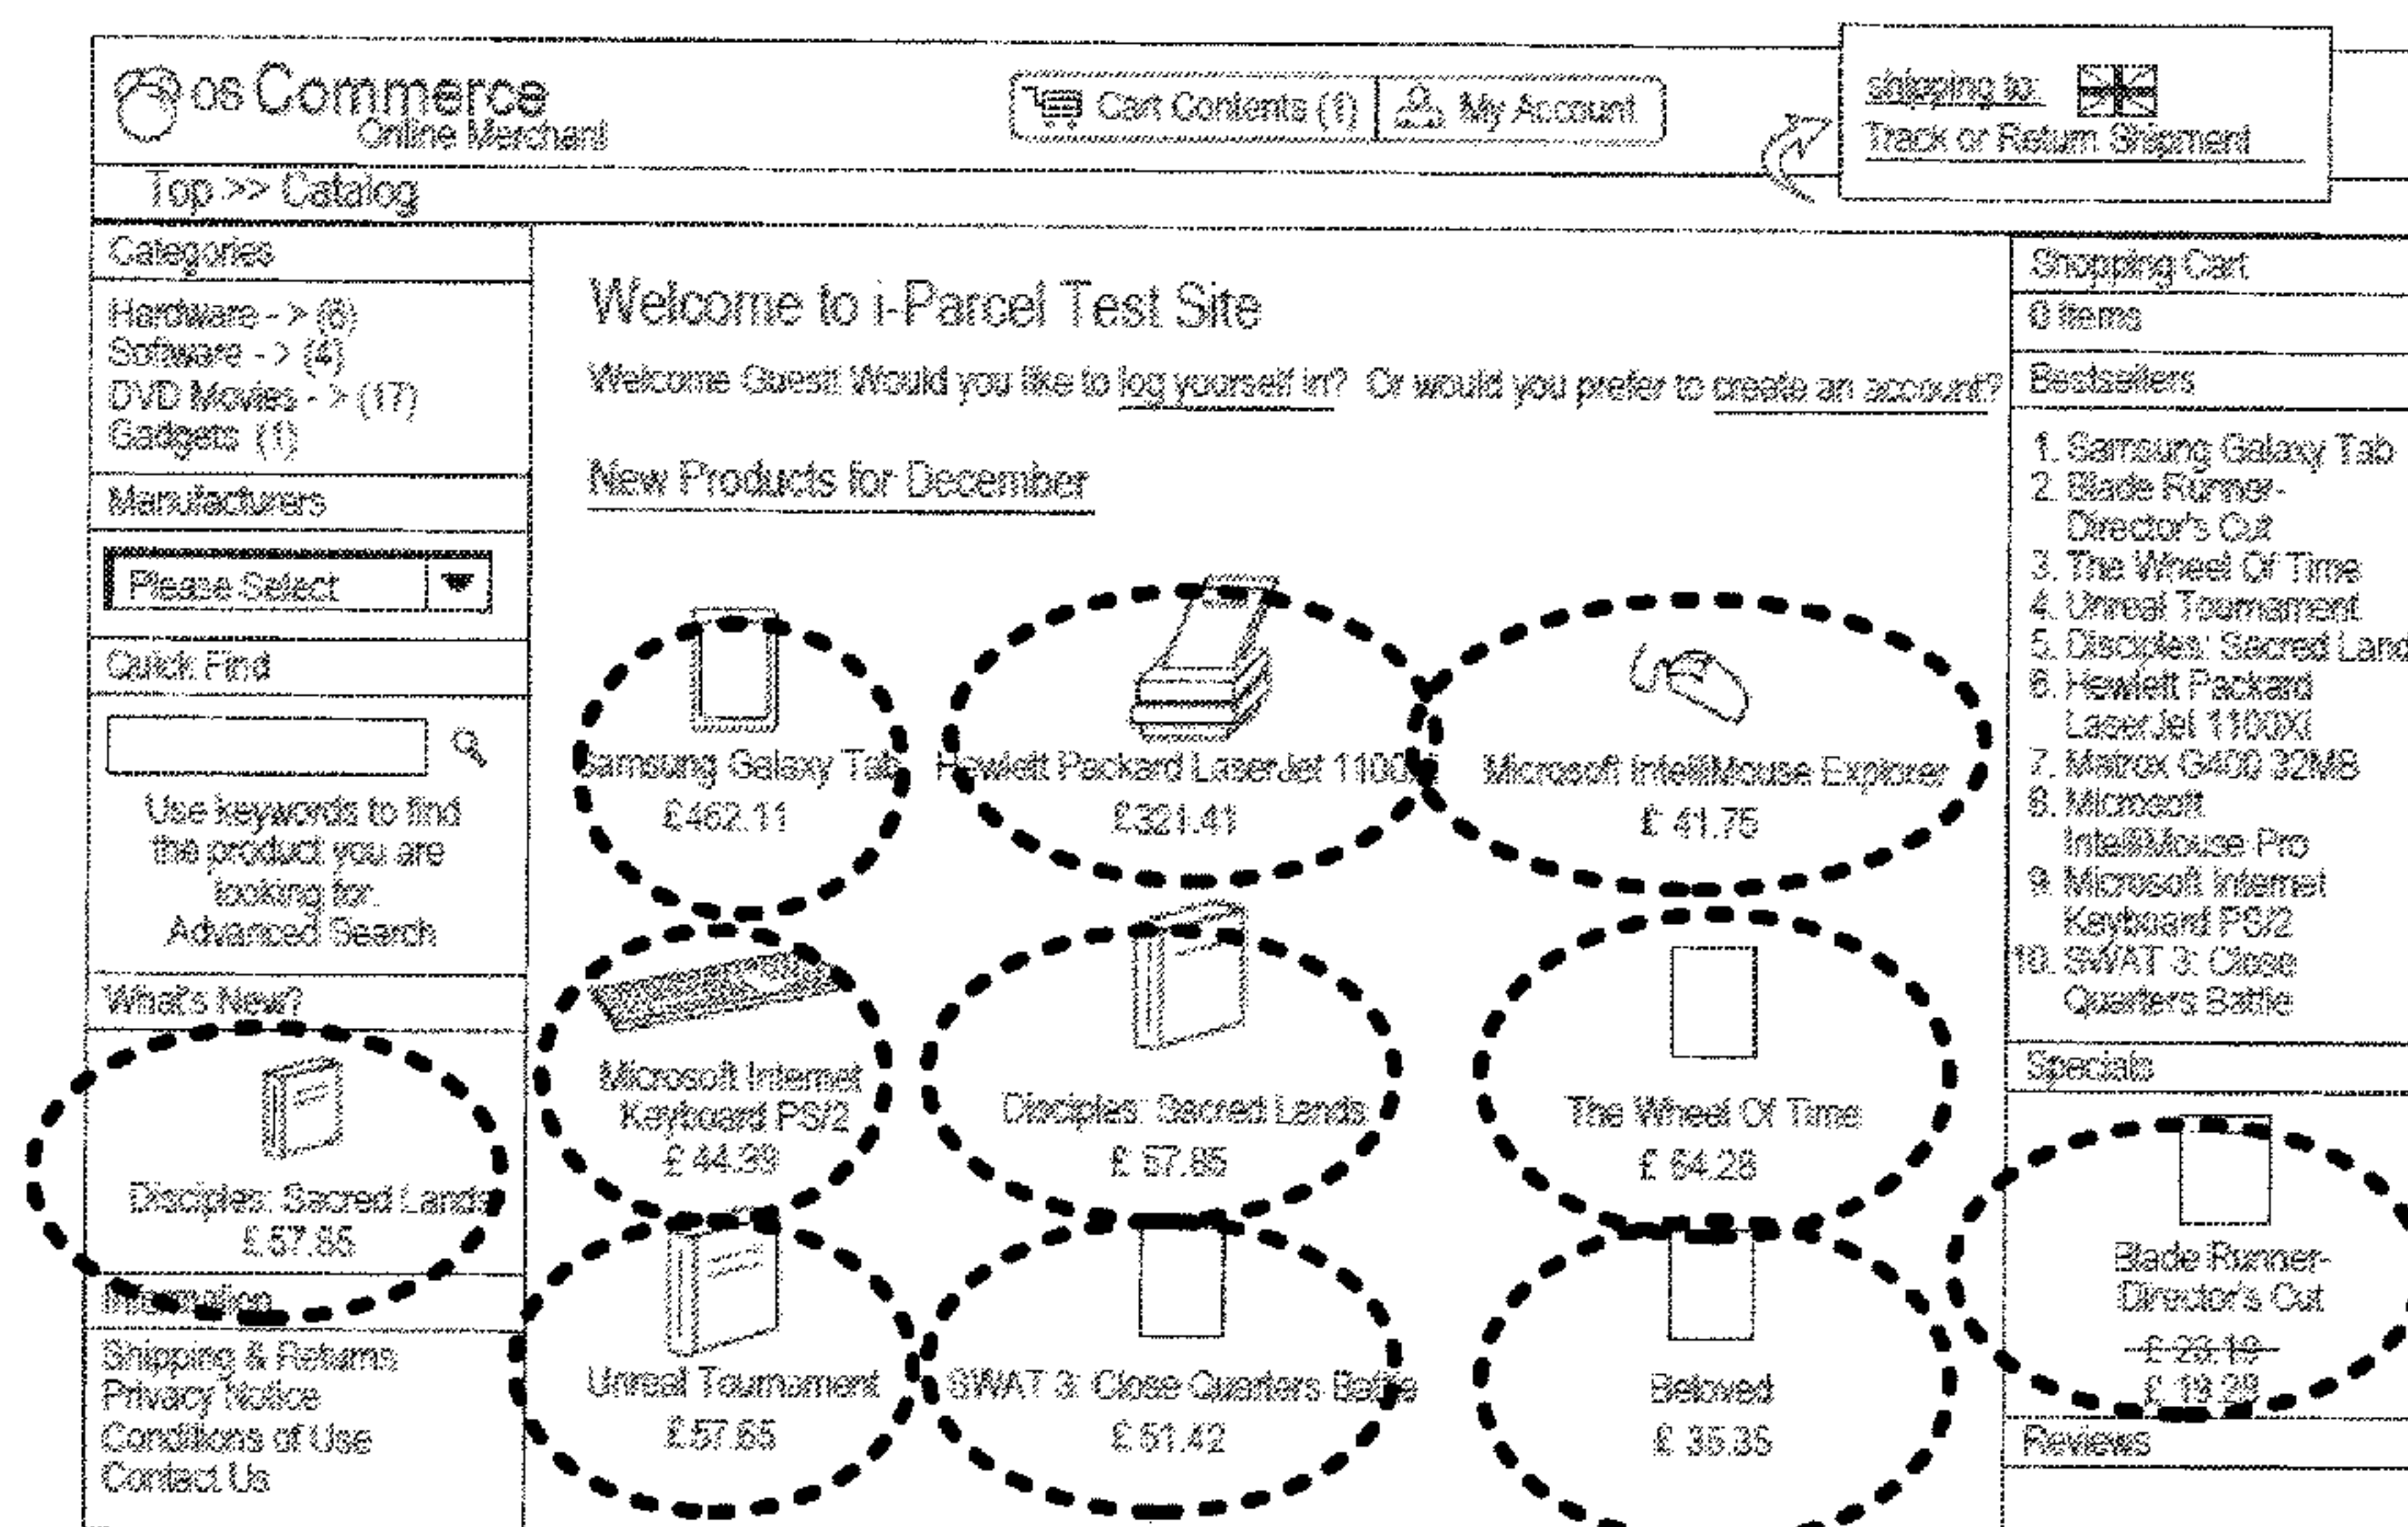 os Commerce
Online Merchant
Cart Contents (1)
My Account
shipping to:
Track or Return Shipment
Top >> Catalog
Categories
Hardware - > (6)
Software - > (4)
DVD Movies - > (17)
Gadgets (1)
Manufacturers
Please Select
Quick Find
Use keywords to find
the product you are
looking for.
Advanced Search
What's New?
Disciples: Sacred Lands
Information
Shipping & Returns
Privacy Notice
Conditions of Use
Contact Us
Welcome to i-Parcel Test Site
Welcome Guest! Would you like to log yourself in? Or would you prefer to create an account?
New Products for December
Samsung Galaxy Tab
£462.11
Hewlett Packard LaserJet 1100
£321.41
Microsoft IntelliMouse Explorer
£ 41.75
Microsoft Internet
Keyboard PS/2
£ 44.99
Disciples: Sacred Lands
The Wheel Of Time
£ 64.28
Unreal Tournament
SWAT 3: Close Quarters Battle
£ 51.42
Beloved
£ 35.35
Shopping Cart
0 items
Bestsellers
1. Samsung Galaxy Tab
2. Blade Runner-
Director's Cut
3. The Wheel Of Time
4. Unreal Tournament
5. Disciples: Sacred Land
6. Hewlett Packard
LaserJet 1100Xi
7. Matrox G400 32MB
8. Microsoft
IntelliMouse Pro
9. Microsoft Internet
Keyboard PS/2
10. SWAT 3: Close
Quarters Battle
Specials
Blade Runner-
Director's Cut
£ 19.28
Reviews